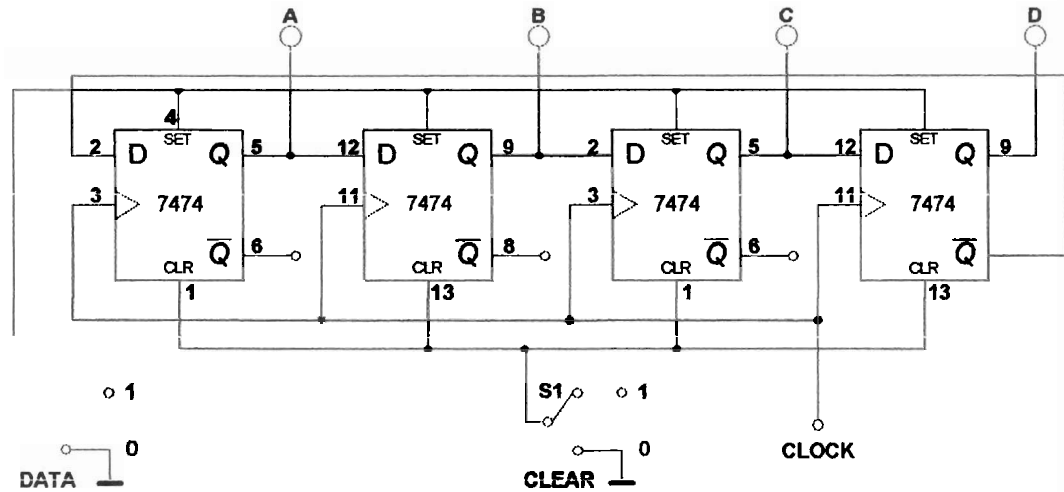 A B C D
4
SET SET SET SET
2 D Q 5 12 D Q 9 2 D Q 5 12 D Q 9
3 7474 11 7474 3 7474 11 7474
Q 6 Q 8 Q 6 Q
CLR CLR CLR CLR
1 13 1 13
1 S1 1
0 0 CLOCK
DATA CLEAR